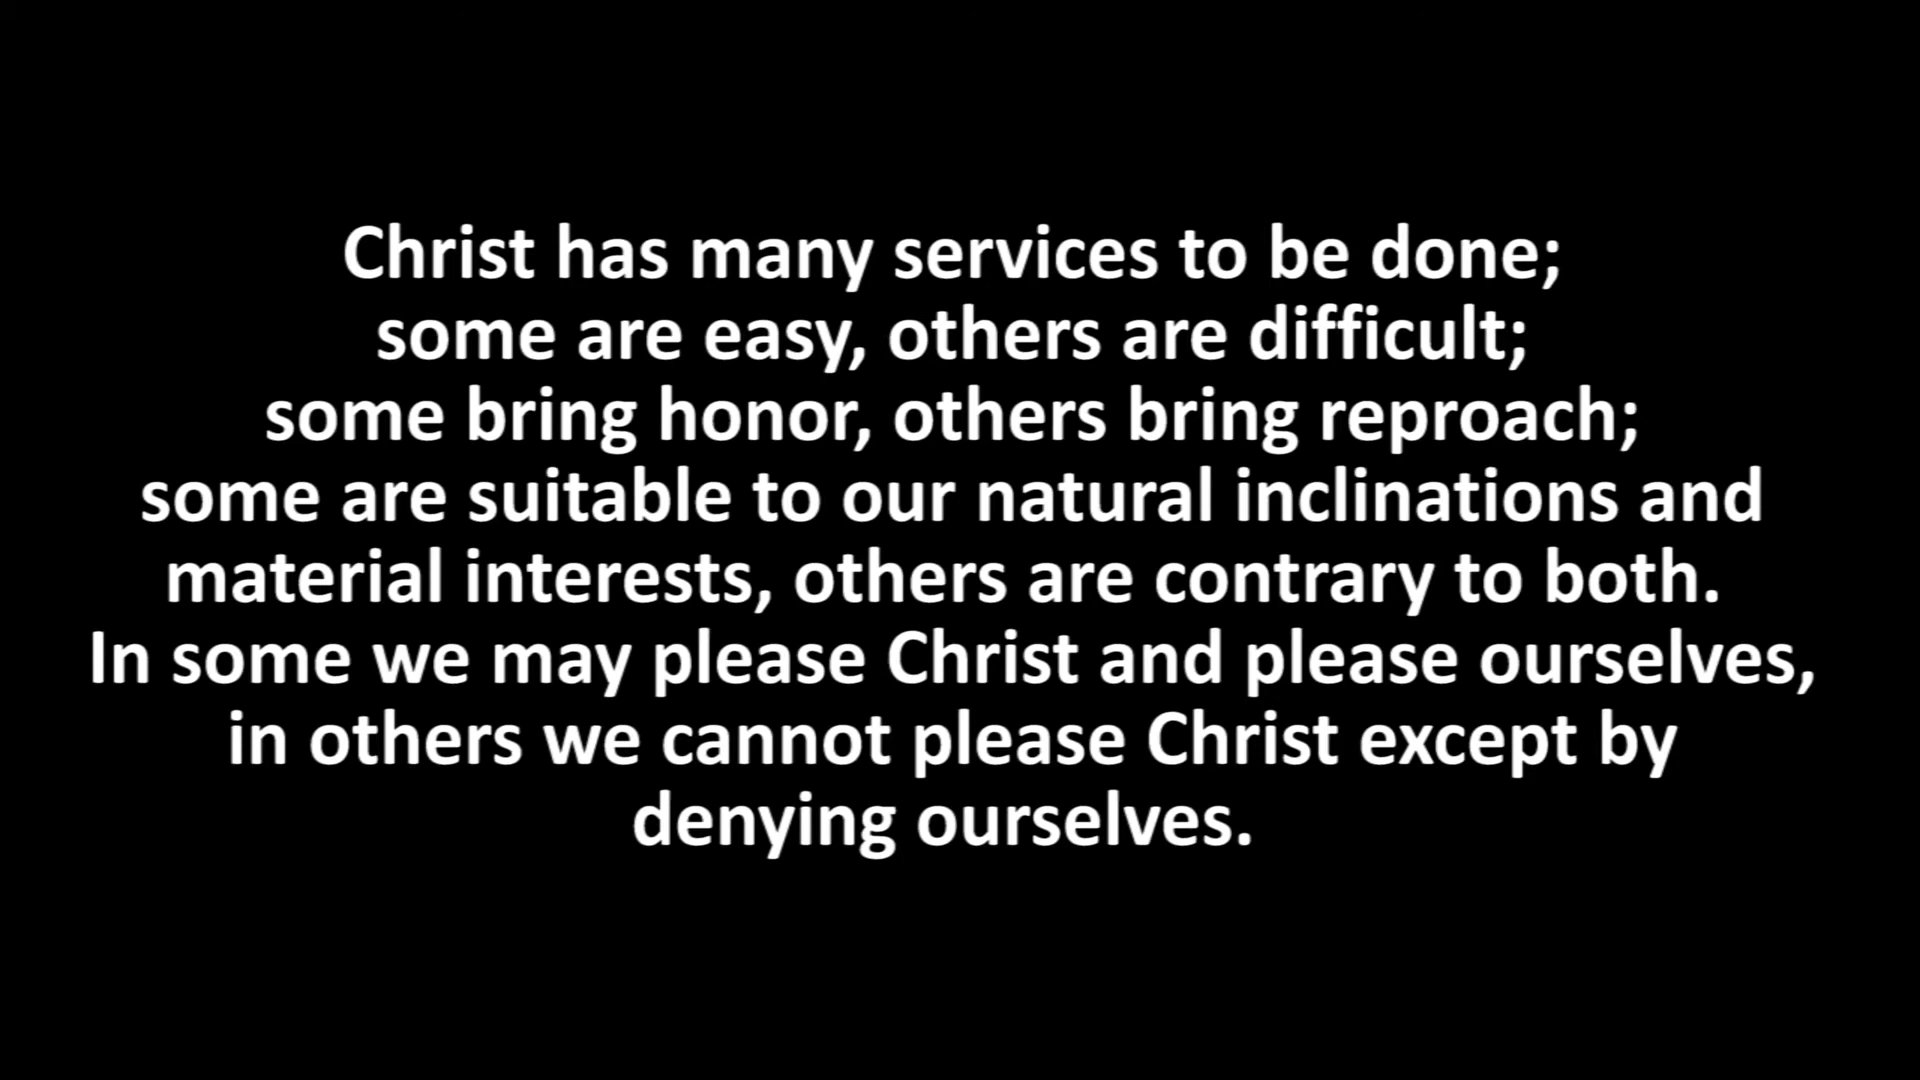 Christ has many services to be done;
some are easy, others are difficult;
some bring honor, others bring reproach;
some are suitable to our natural inclinations and
material interests, others are contrary to both.
In some we may please Christ and please ourselves,
in others we cannot please Christ except by
denying ourselves.